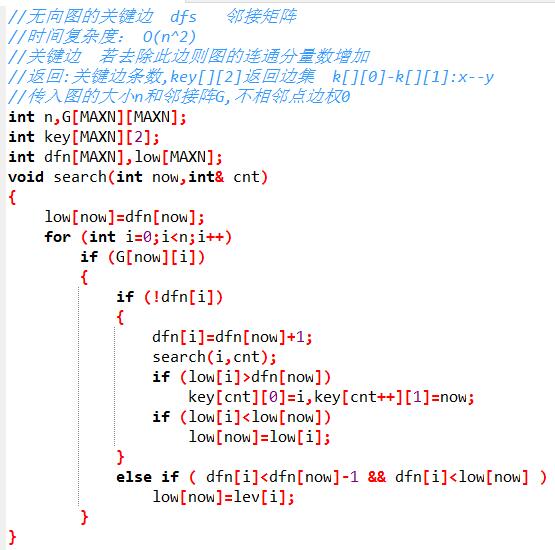 //无向图的关键边  dfs   邻接矩阵
//时间复杂度： O(n^2)
//关键边  若去除此边则图的连通分量数增加
//返回:关键边条数,key[][2]返回边集  k[][0]-k[][1]:x--y
//传入图的大小n和邻接阵G,不相邻点边权0
int n,G[MAXN][MAXN];
int key[MAXN][2];
int dfn[MAXN],low[MAXN];
void search(int now,int& cnt)
{
    low[now]=dfn[now];
    for (int i=0;i<n;i++)
        if (G[now][i])
        {
            if (!dfn[i])
            {
                dfn[i]=dfn[now]+1;
                search(i,cnt);
                if (low[i]>dfn[now])
                    key[cnt][0]=i,key[cnt++][1]=now;
                if (low[i]<low[now])
                    low[now]=low[i];
            }
            else if ( dfn[i]<dfn[now]-1 && dfn[i]<low[now] )
                low[now]=lev[i];
        }
}